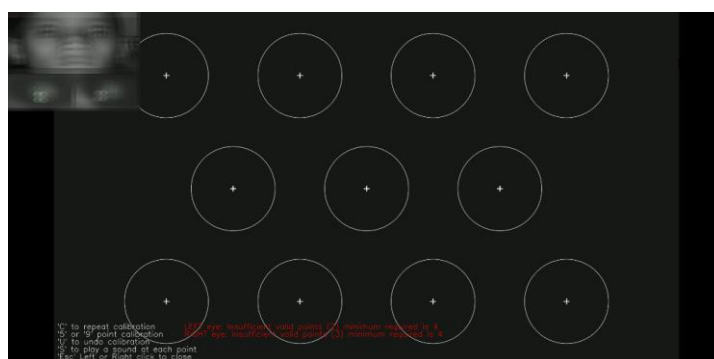 'C' to repeat calibration
LEFT eye: Insufficient valid points (2) minimum required is 4
'5' or '9' point calibration
RIGHT eye: Insufficient valid points (3) minimum required is 4
'U' to undo calibration
'S' to play a sound at each point
'Esc' Left or Right click to close